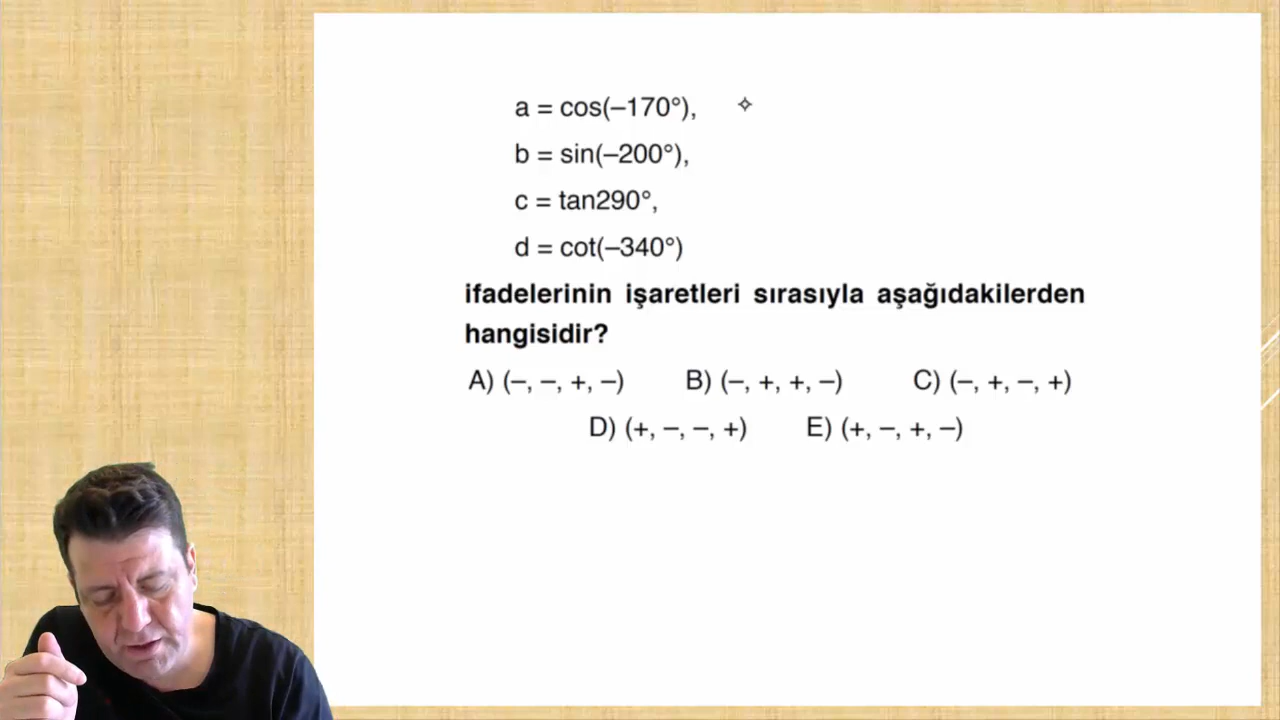 a = cos(–170°),
b = sin(–200°),
c = tan290°,
d = cot(–340°)
ifadelerinin işaretleri sırasıyla aşağıdakilerden
hangisidir?
A) (–, –, +, –) B) (–, +, +, –) C) (–, +, –, +)
D) (+, –, –, +) E) (+, –, +, –)